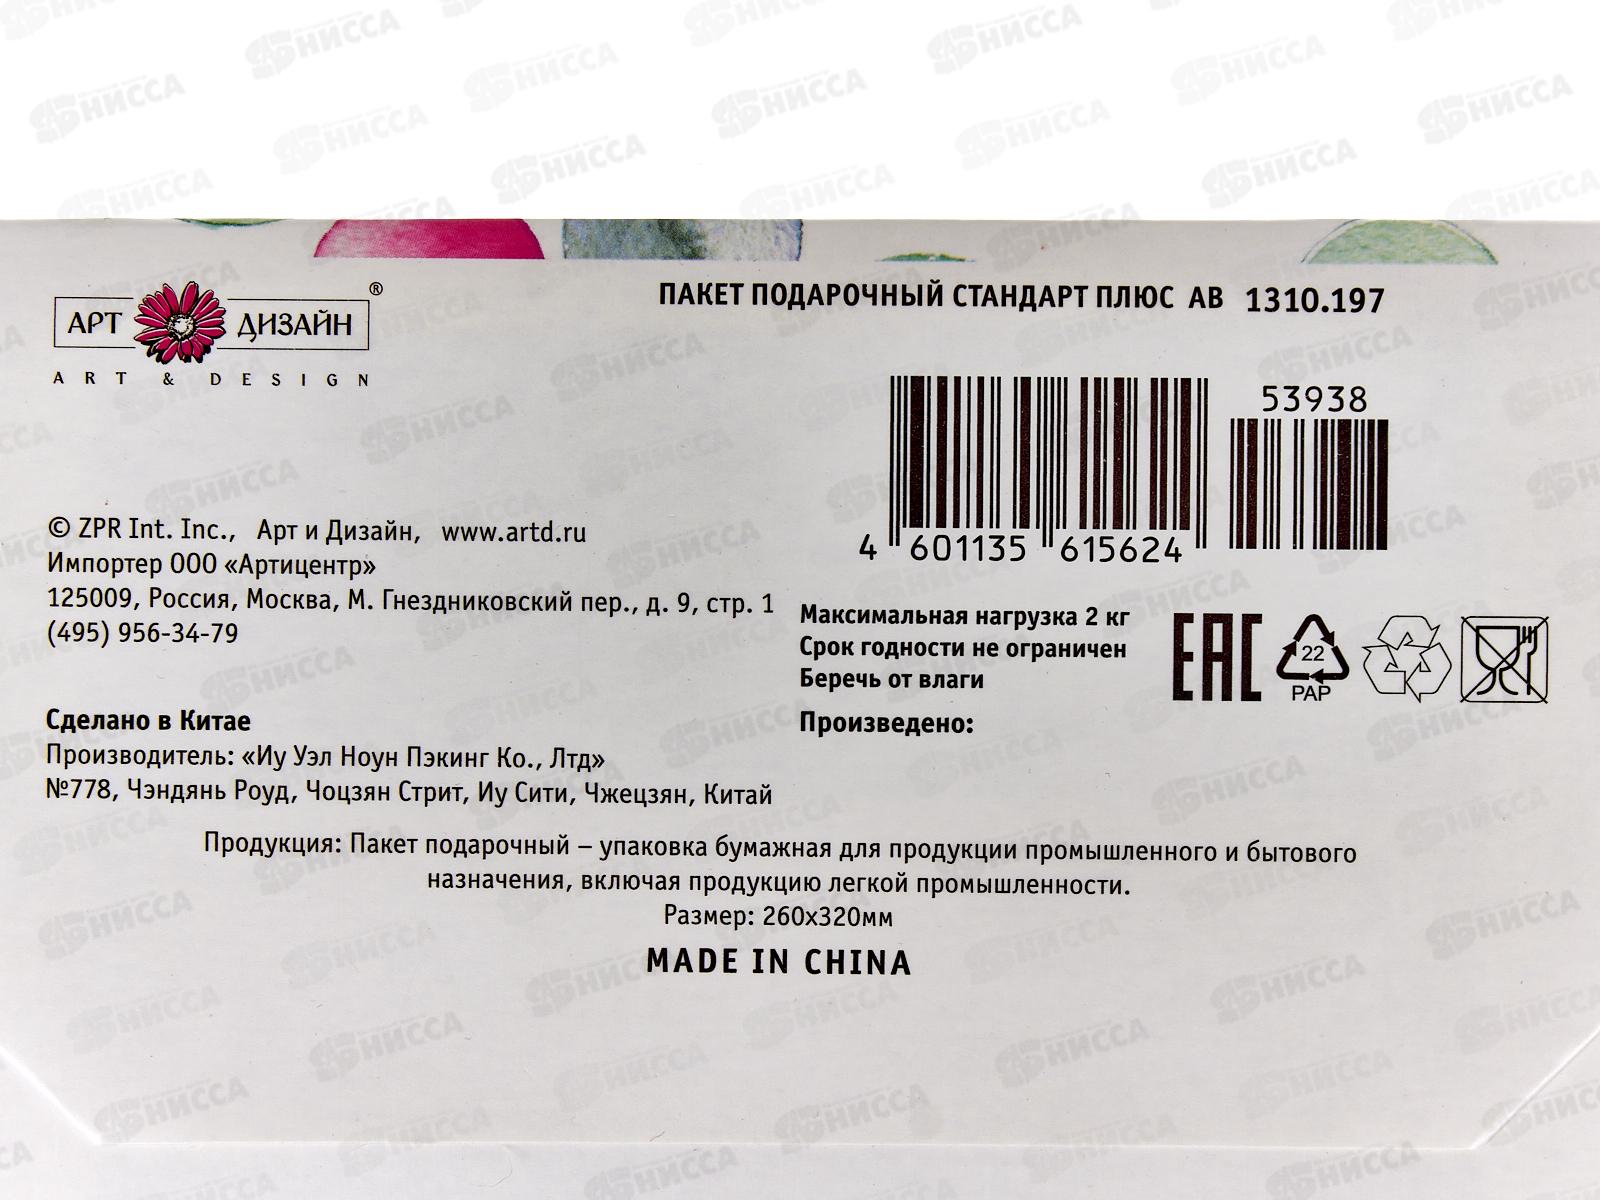 АРТ ДИЗАЙН ®
ART & DESIGN
ПАКЕТ ПОДАРОЧНЫЙ СТАНДАРТ ПЛЮС АВ 1310.197
53938
4 601135 615624
© ZPR Int. Inc., Арт и Дизайн, www.artd.ru
Импортер ООО «Артицентр»
125009, Россия, Москва, М. Гнездниковский пер., д. 9, стр. 1
(495) 956-34-79
Максимальная нагрузка 2 кг
Срок годности не ограничен
Беречь от влаги
Произведено:
EAC
22
PAP
Сделано в Китае
Производитель: «Иу Уэл Ноун Пэкинг Ко., Лтд»
№778, Чэндянь Роуд, Чоцзян Стрит, Иу Сити, Чжецзян, Китай
Продукция: Пакет подарочный – упаковка бумажная для продукции промышленного и бытового
назначения, включая продукцию легкой промышленности.
Размер: 260х320мм
MADE IN CHINA
НИССА